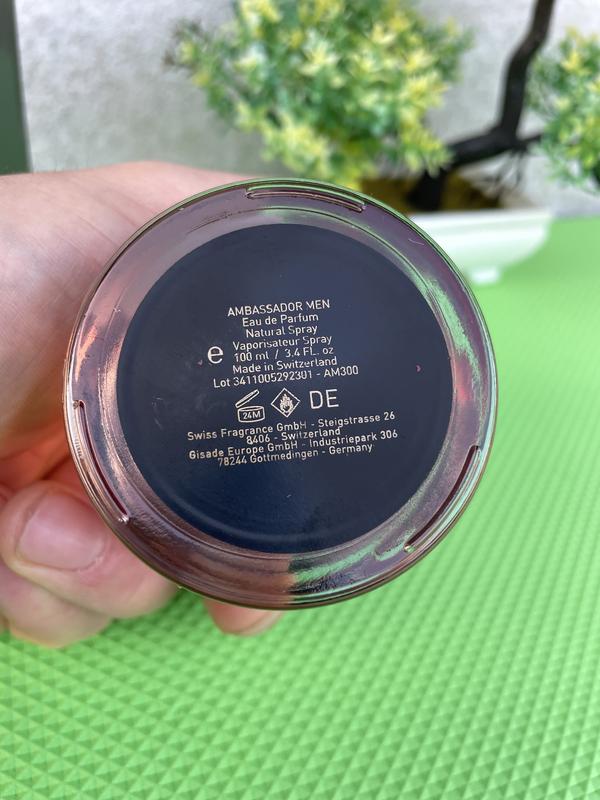 AMBASSADOR MEN
Eau de Parfum
Natural Spray
Vaporisateur Spray
e 100 ml / 3.4 FL. oz
Made in Switzerland
Lot 3411005292301 - AM300
24M DE
Swiss Fragrance GmbH - Steigstrasse 26
8406 - Switzerland
Gisade Europe GmbH - Industriepark 306
78244 Gottmedingen - Germany